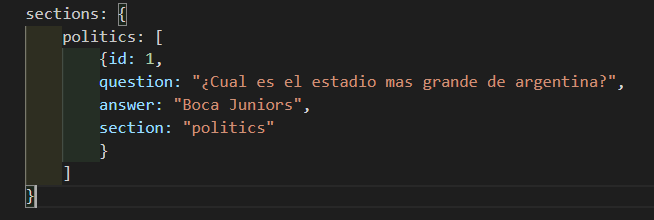 sections: {
politics: [
{id: 1,
question: "¿Cual es el estadio mas grande de argentina?",
answer: "Boca Juniors",
section: "politics"
}
]
}